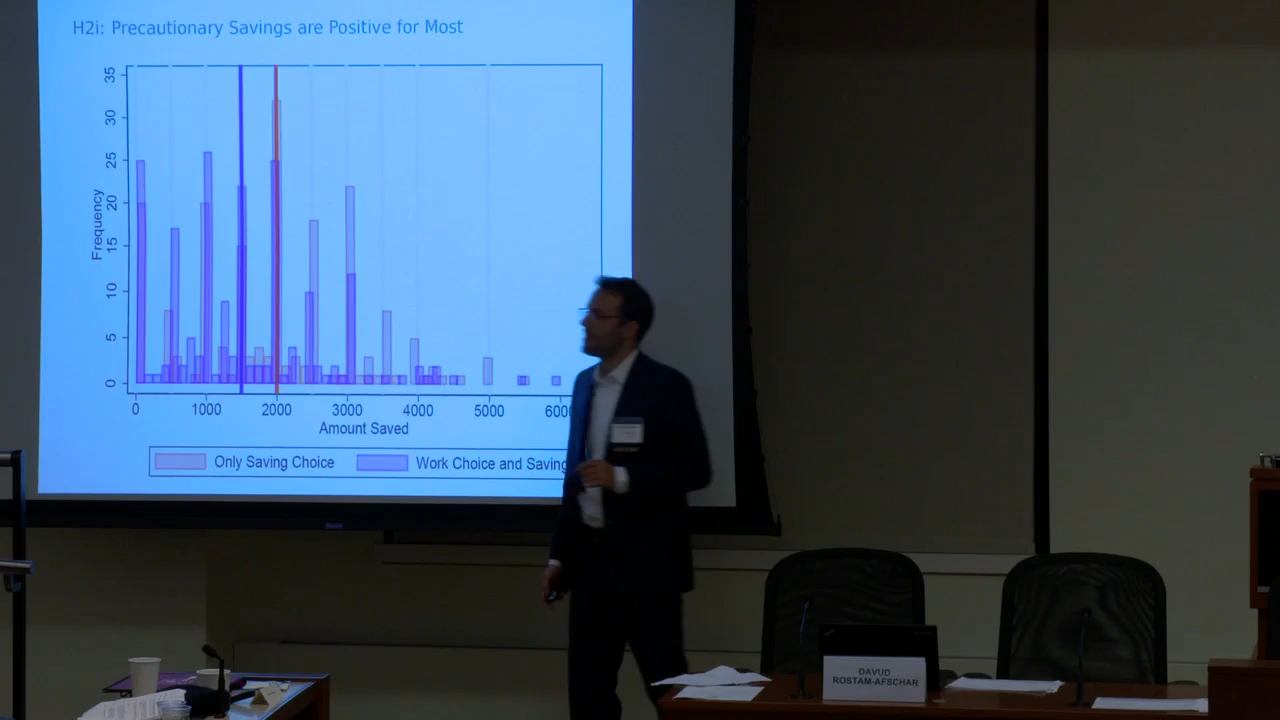 H2i: Precautionary Savings are Positive for Most
35
30
25
20
15
10
5
0
Frequency
0 1000 2000 3000 4000 5000 600
Amount Saved
Only Saving Choice Work Choice and Saving
DAVUD
ROSTAM-AFSCHAR